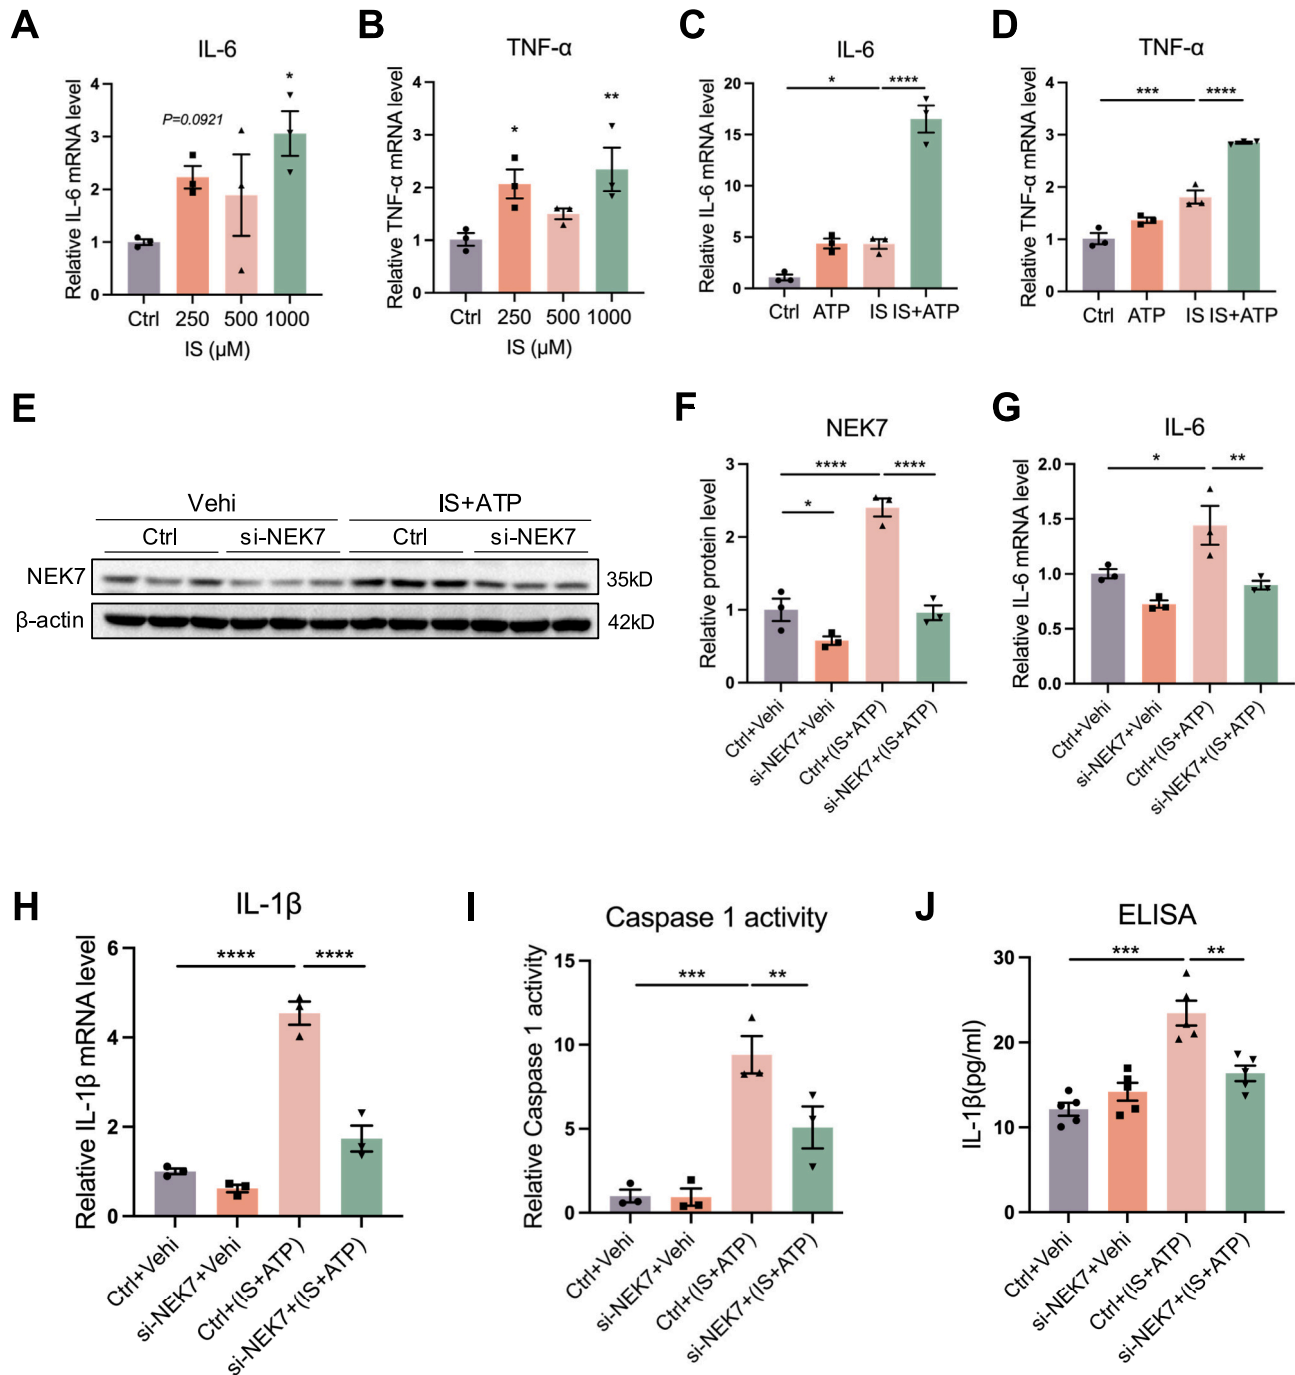 A
IL-6
Relative IL-6 mRNA level
4
3
2
1
0
P=0.0921
*
Ctrl 250 500 1000
IS (μM)
B
TNF-α
Relative TNF-α mRNA level
4
3
2
1
0
*
**
Ctrl 250 500 1000
IS (μM)
C
IL-6
Relative IL-6 mRNA level
20
15
10
5
0
* ****
Ctrl ATP IS IS+ATP
D
TNF-α
Relative TNF-α mRNA level
4
3
2
1
0
*** ****
Ctrl ATP IS IS+ATP
E
Vehi IS+ATP
Ctrl si-NEK7 Ctrl si-NEK7
NEK7 35kD
β-actin 42kD
F
NEK7
Relative protein level
3
2
1
0
**** ****
*
Ctrl+Vehi
si-NEK7+Vehi
Ctrl+(IS+ATP)
si-NEK7+(IS+ATP)
G
IL-6
Relative IL-6 mRNA level
2.0
1.5
1.0
0.5
0.0
* **
Ctrl+Vehi
si-NEK7+Vehi
Ctrl+(IS+ATP)
si-NEK7+(IS+ATP)
H
IL-1β
Relative IL-1β mRNA level
6
4
2
0
**** ****
Ctrl+Vehi
si-NEK7+Vehi
Ctrl+(IS+ATP)
si-NEK7+(IS+ATP)
I
Caspase 1 activity
Relative Caspase 1 activity
15
10
5
0
*** **
Ctrl+Vehi
si-NEK7+Vehi
Ctrl+(IS+ATP)
si-NEK7+(IS+ATP)
J
ELISA
IL-1β(pg/ml)
30
20
10
0
*** **
Ctrl+Vehi
si-NEK7+Vehi
Ctrl+(IS+ATP)
si-NEK7+(IS+ATP)